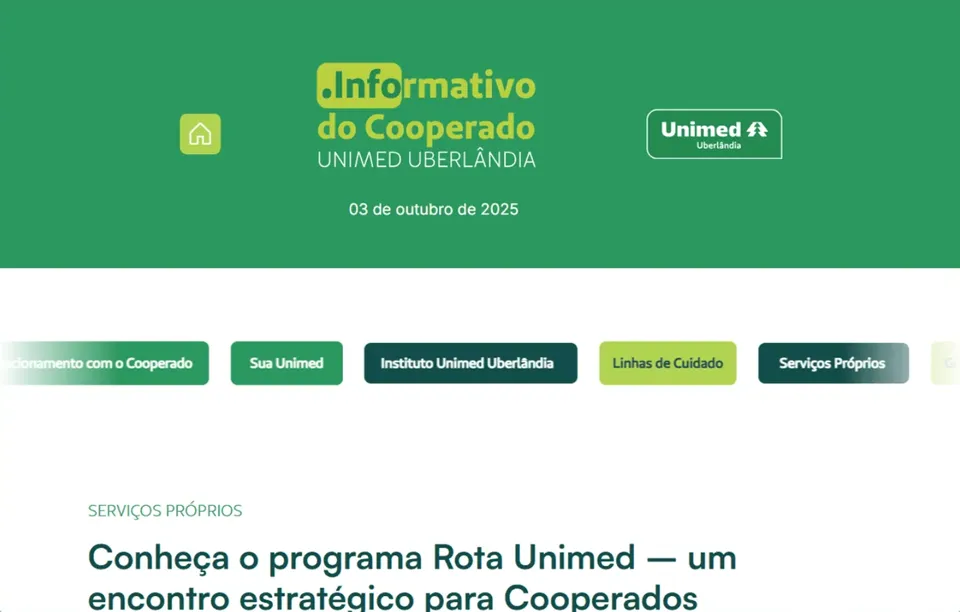 .Informativo
do Cooperado
UNIMED UBERLÂNDIA
Unimed
Uberlândia
03 de outubro de 2025
com o Cooperado
Sua Unimed
Instituto Unimed Uberlândia
Linhas de Cuidado
Serviços Próprios
SERVIÇOS PRÓPRIOS
Conheça o programa Rota Unimed — um
encontro estratégico para Cooperados